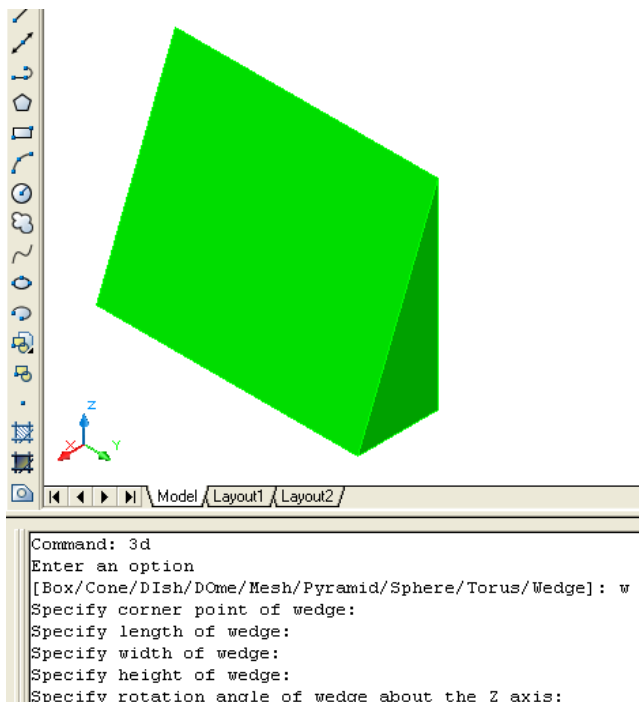 Z
X
Y
Model Layout1 Layout2
Command: 3d
Enter an option
[Box/Cone/DIsh/DOme/Mesh/Pyramid/Sphere/Torus/Wedge]: w
Specify corner point of wedge:
Specify length of wedge:
Specify width of wedge:
Specify height of wedge:
Specify rotation angle of wedge about the Z axis: